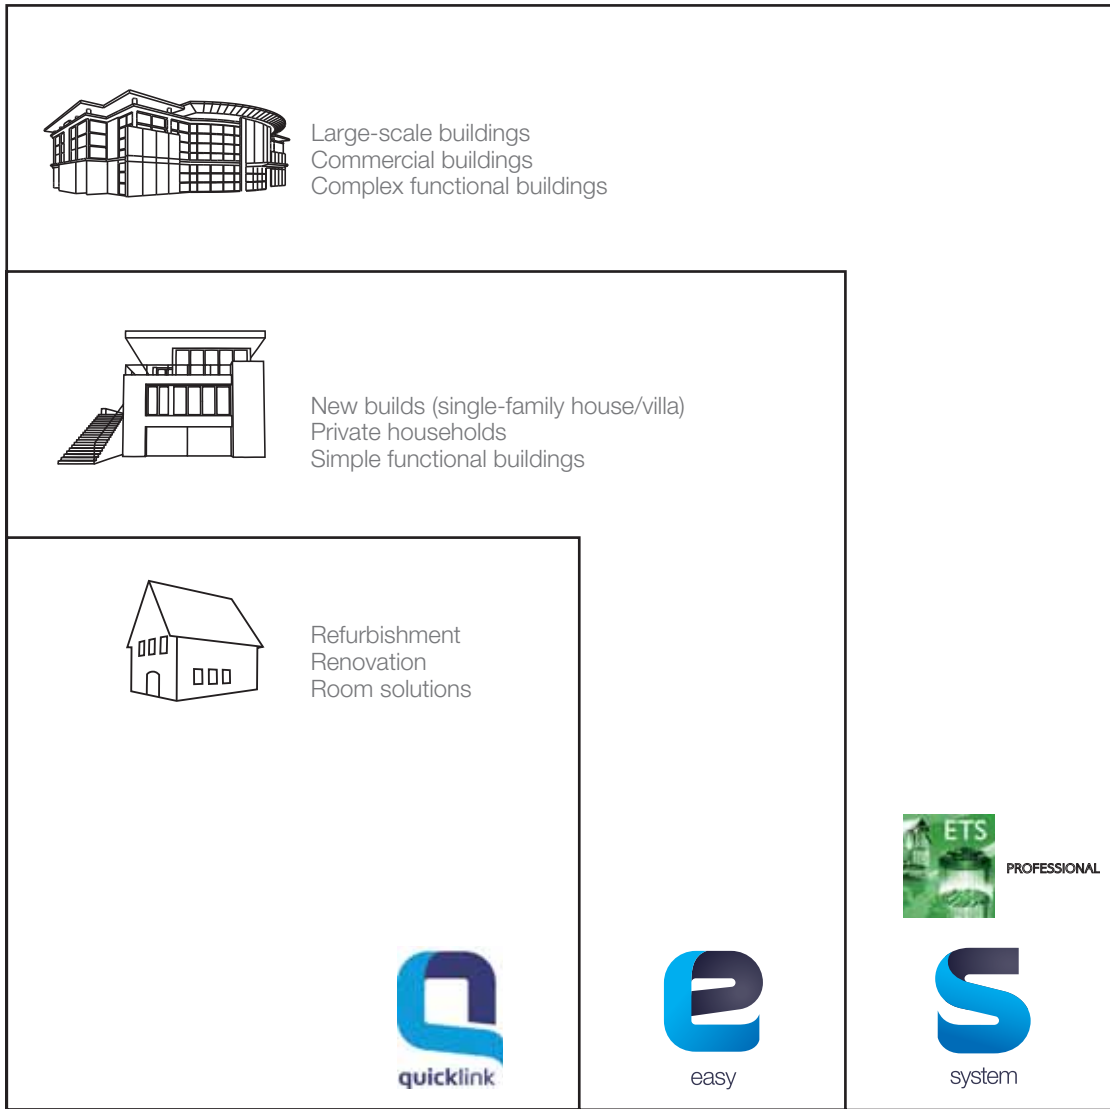 Large-scale buildings
Commercial buildings
Complex functional buildings
New builds (single-family house/villa)
Private households
Simple functional buildings
Refurbishment
Renovation
Room solutions
ETS
PROFESSIONAL
quicklink
easy
system